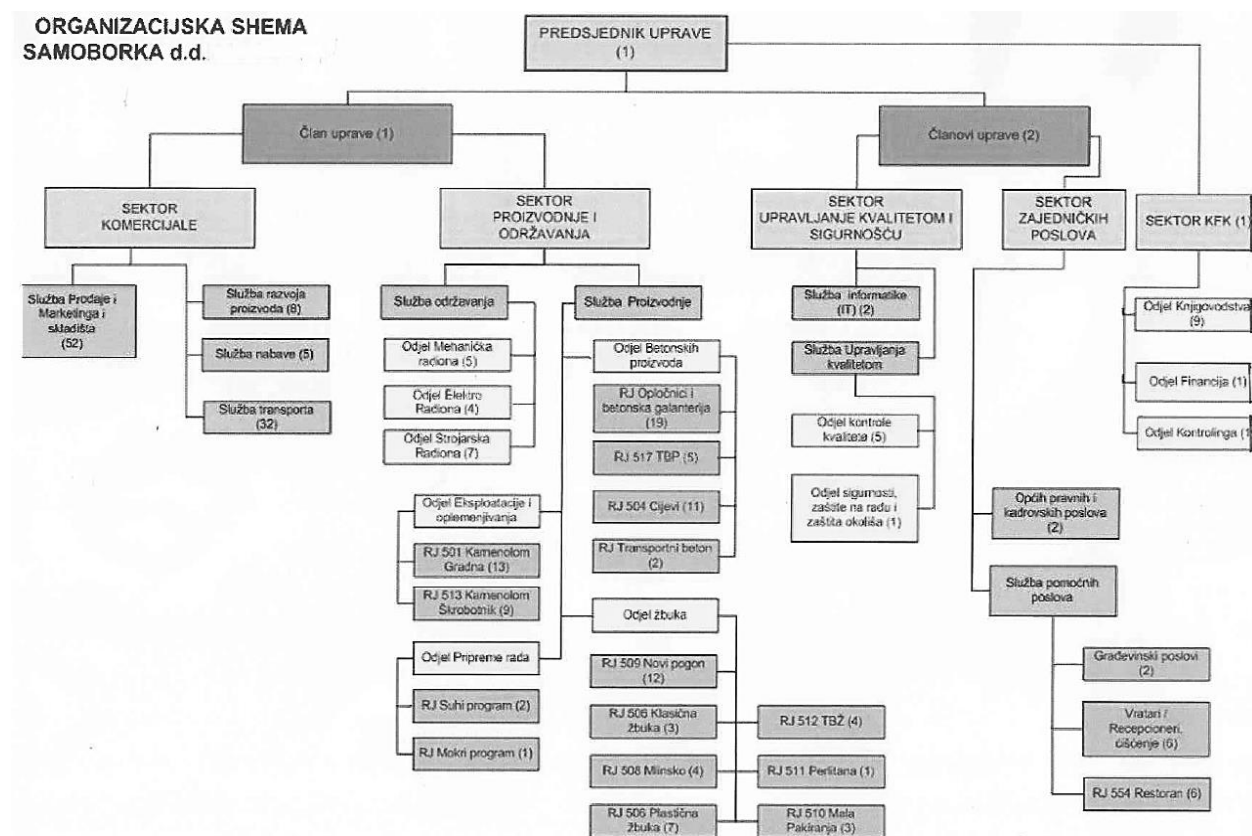 ORGANIZACIJSKA SHEMA
SAMOBORKA d.d.
PREDSJEDNIK UPRAVE
(1)
Član uprave (1)
Članovi uprave (2)
SEKTOR
KOMERCIJALE
SEKTOR
PROIZVODNJE I
ODRŽAVANJA
SEKTOR
UPRAVLJANJE KVALITETOM I
SIGURNOŠĆU
SEKTOR
ZAJEDNIČKIH
POSLOVA
SEKTOR KFK (1)
Služba Prodaje i
Marketinga i
skladišta
(52)
Služba razvoja
proizvoda (8)
Služba nabave (5)
Služba transporta
(32)
Služba održavanja
Odjel Mehanička
radiona (5)
Odjel Elektro
Radiona (4)
Odjel Strojarska
Radiona (7)
Služba Proizvodnje
Odjel Betonskih
proizvoda
RJ Opločnici i
betonska galanterija
(19)
RJ 517 TBP (5)
RJ 504 Cijevi (11)
RJ Transportni beton
(2)
Odjel Eksploatacije i
oplemenjivanja
RJ 501 Kamenolom
Gradna (13)
RJ 513 Kamenolom
Škrobotnik (9)
Odjel Pripreme rada
RJ Suhi program (2)
RJ Mokri program (1)
Odjel žbuka
RJ 509 Novi pogon
(12)
RJ 506 Klasična
žbuka (3)
RJ 512 TBŽ (4)
RJ 508 Mlinsko (4)
RJ 511 Perlitana (1)
RJ 506 Plastična
žbuka (7)
RJ 510 Mala
Pakiranja (3)
Služba informatike
(IT) (2)
Služba Upravljanja
kvalitetom
Odjel kontrole
kvalitete (5)
Odjel sigurnosti,
zaštite na radu i
zaštita okoliša (1)
Odjel Knjigovodstva
(9)
Odjel Financija (1)
Odjel Kontrolinga (1
Općih pravnih i
kadrovskih poslova
(2)
Služba pomoćnih
poslova
Građevinski poslovi
(2)
Vratari /
Recepcioneri,
čišćenje (6)
RJ 554 Restoran (6)